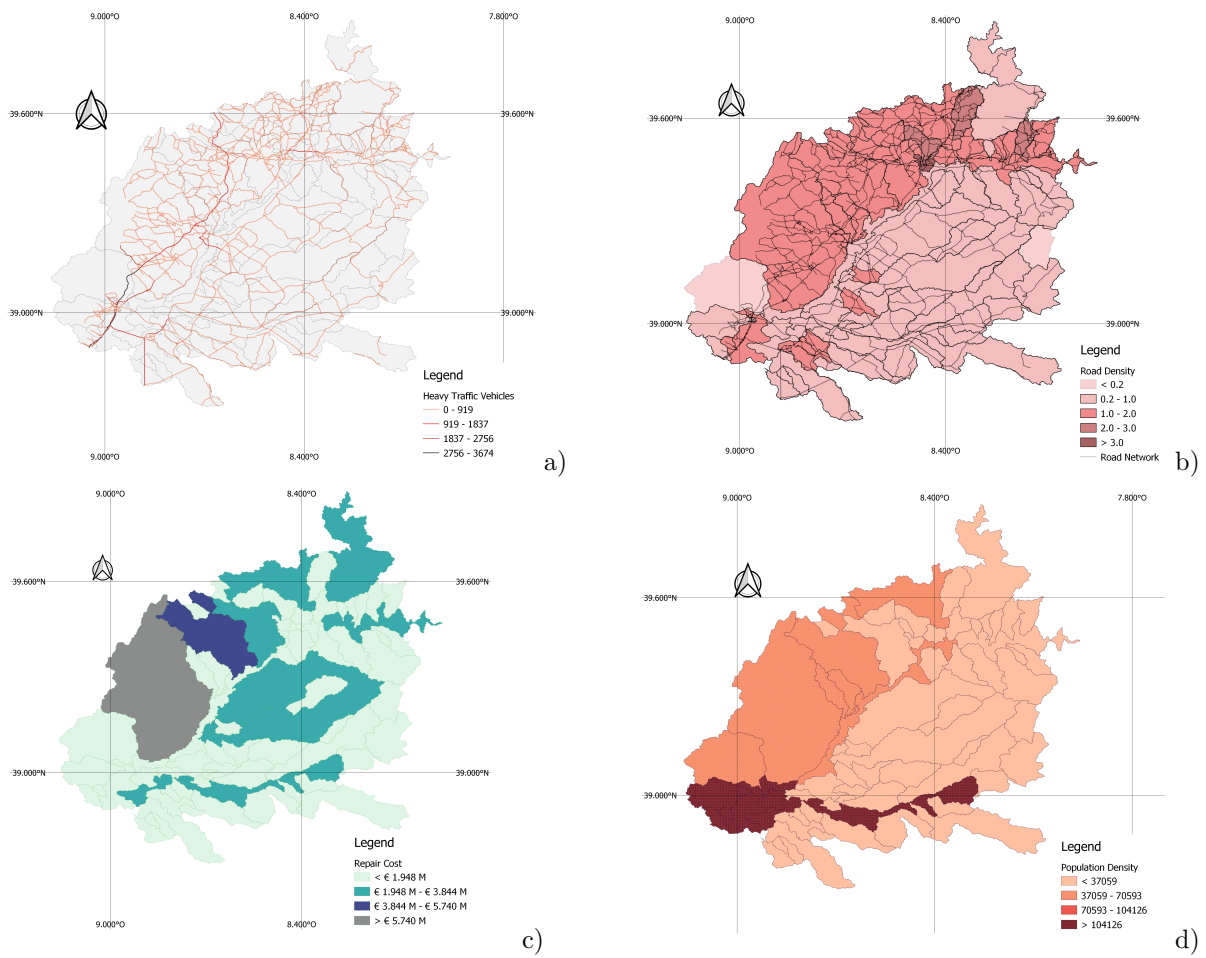 9.000°O 8.400°O 7.800°O
39.600°N 39.600°N
39.000°N 39.000°N
Legend
Heavy Traffic Vehicles
0 - 919
919 - 1837
1837 - 2756
2756 - 3674
9.000°O 8.400°O
a)
9.000°O 8.400°O
39.600°N 39.600°N
39.000°N 39.000°N
Legend
Road Density
< 0.2
0.2 - 1.0
1.0 - 2.0
2.0 - 3.0
> 3.0
Road Network
9.000°O 8.400°O
b)
9.000°O 8.400°O
39.600°N 39.600°N
39.000°N 39.000°N
Legend
Repair Cost
< € 1.948 M
€ 1.948 M - € 3.844 M
€ 3.844 M - € 5.740 M
> € 5.740 M
9.000°O 8.400°O
c)
9.000°O 8.400°O 7.800°O
39.600°N
39.000°N
Legend
Population Density
< 37059
37059 - 70593
70593 - 104126
> 104126
d)